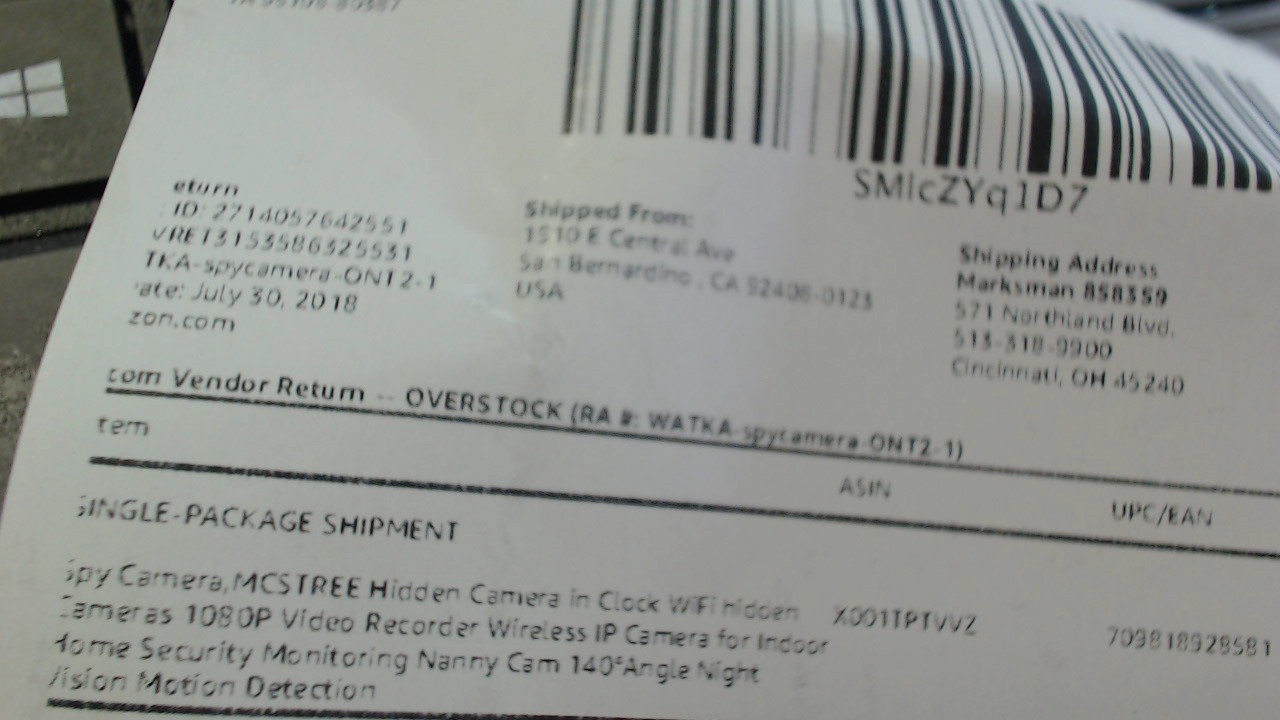 SMlcZYq1D7
eturn
ID: 2714057642551
VRET3153586325531
TKA-spycamera-ONT2-1
ate: July 30, 2018
zon.com
Shipped From:
1510 E Central Ave
San Bernardino, CA 92408-0123
USA
Shipping Address
Marksman 858359
571 Northland Blvd.
513-318-9900
Cincinnati, OH 45240
com Vendor Return -- OVERSTOCK (RA #: WATKA-spycamera-ONT2-1)
tem ASIN UPC/EAN
SINGLE-PACKAGE SHIPMENT
Spy Camera,MCSTREE Hidden Camera in Clock WiFi hidden X001TPTVVZ 709818928581
Cameras 1080P Video Recorder Wireless IP Camera for Indoor
Home Security Monitoring Nanny Cam 140°Angle Night
Vision Motion Detection